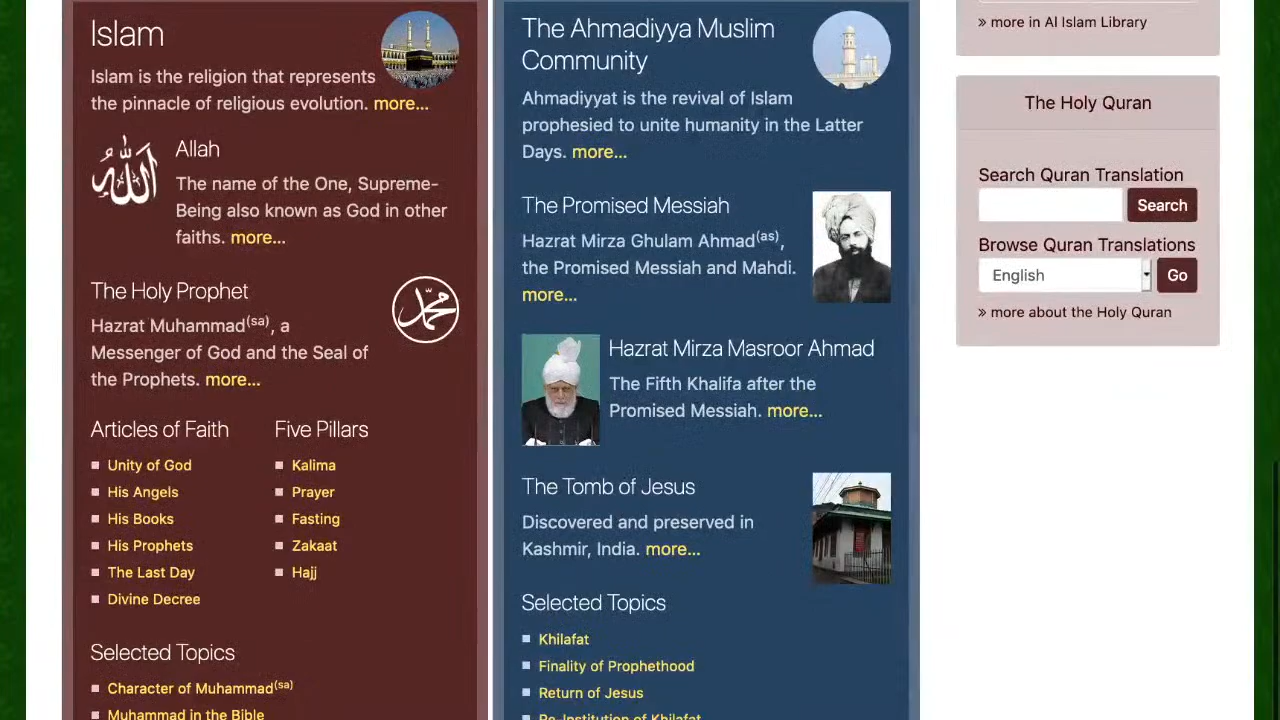 Islam
Islam is the religion that represents
the pinnacle of religious evolution. more...
الله
Allah
The name of the One, Supreme-
Being also known as God in other
faiths. more...
The Holy Prophet
محمد
Hazrat Muhammad(sa), a
Messenger of God and the Seal of
the Prophets. more...
Articles of Faith
Unity of God
His Angels
His Books
His Prophets
The Last Day
Divine Decree
Five Pillars
Kalima
Prayer
Fasting
Zakaat
Hajj
Selected Topics
Character of Muhammad(sa)
Muhammad in the Bible
The Ahmadiyya Muslim
Community
Ahmadiyyat is the revival of Islam
prophesied to unite humanity in the Latter
Days. more...
The Promised Messiah
Hazrat Mirza Ghulam Ahmad(as),
the Promised Messiah and Mahdi.
more...
Hazrat Mirza Masroor Ahmad
The Fifth Khalifa after the
Promised Messiah. more...
The Tomb of Jesus
Discovered and preserved in
Kashmir, India. more...
Selected Topics
Khilafat
Finality of Prophethood
Return of Jesus
Re-Institution of Khilafat
» more in Al Islam Library
The Holy Quran
Search Quran Translation
Search
Browse Quran Translations
English
Go
» more about the Holy Quran